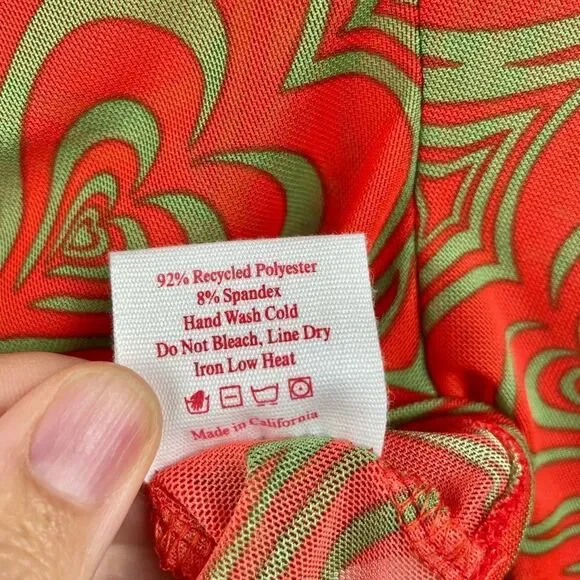 92% Recycled Polyester
8% Spandex
Hand Wash Cold
Do Not Bleach, Line Dry
Iron Low Heat
Made in California